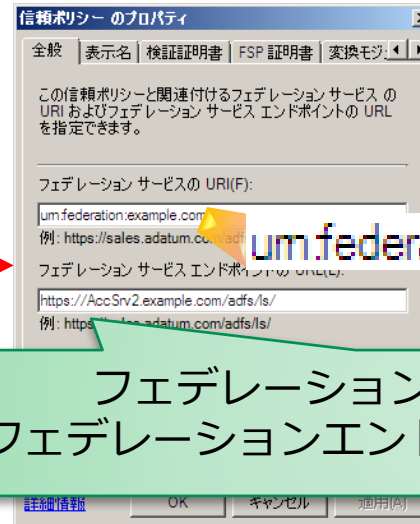 信頼ポリシー のプロパティ
全般 表示名 検証証明書 FSP 証明書 変換モジ
この信頼ポリシーと関連付けるフェデレーション サービス の
URI およびフェデレーション サービス エンドポイントの URL
を指定できます。
フェデレーション サービスの URI(F):
um:federation:example.com
例: https://sales.adatum.co
um:federa
フェデレーション サービス エンドポイントの URL(E):
https://AccSrv2.example.com/adfs/ls/
例: https://sales.adatum.com/adfs/ls/
フェデレーション
フェデレーションエント
詳細情報 OK キャンセル 適用(A)